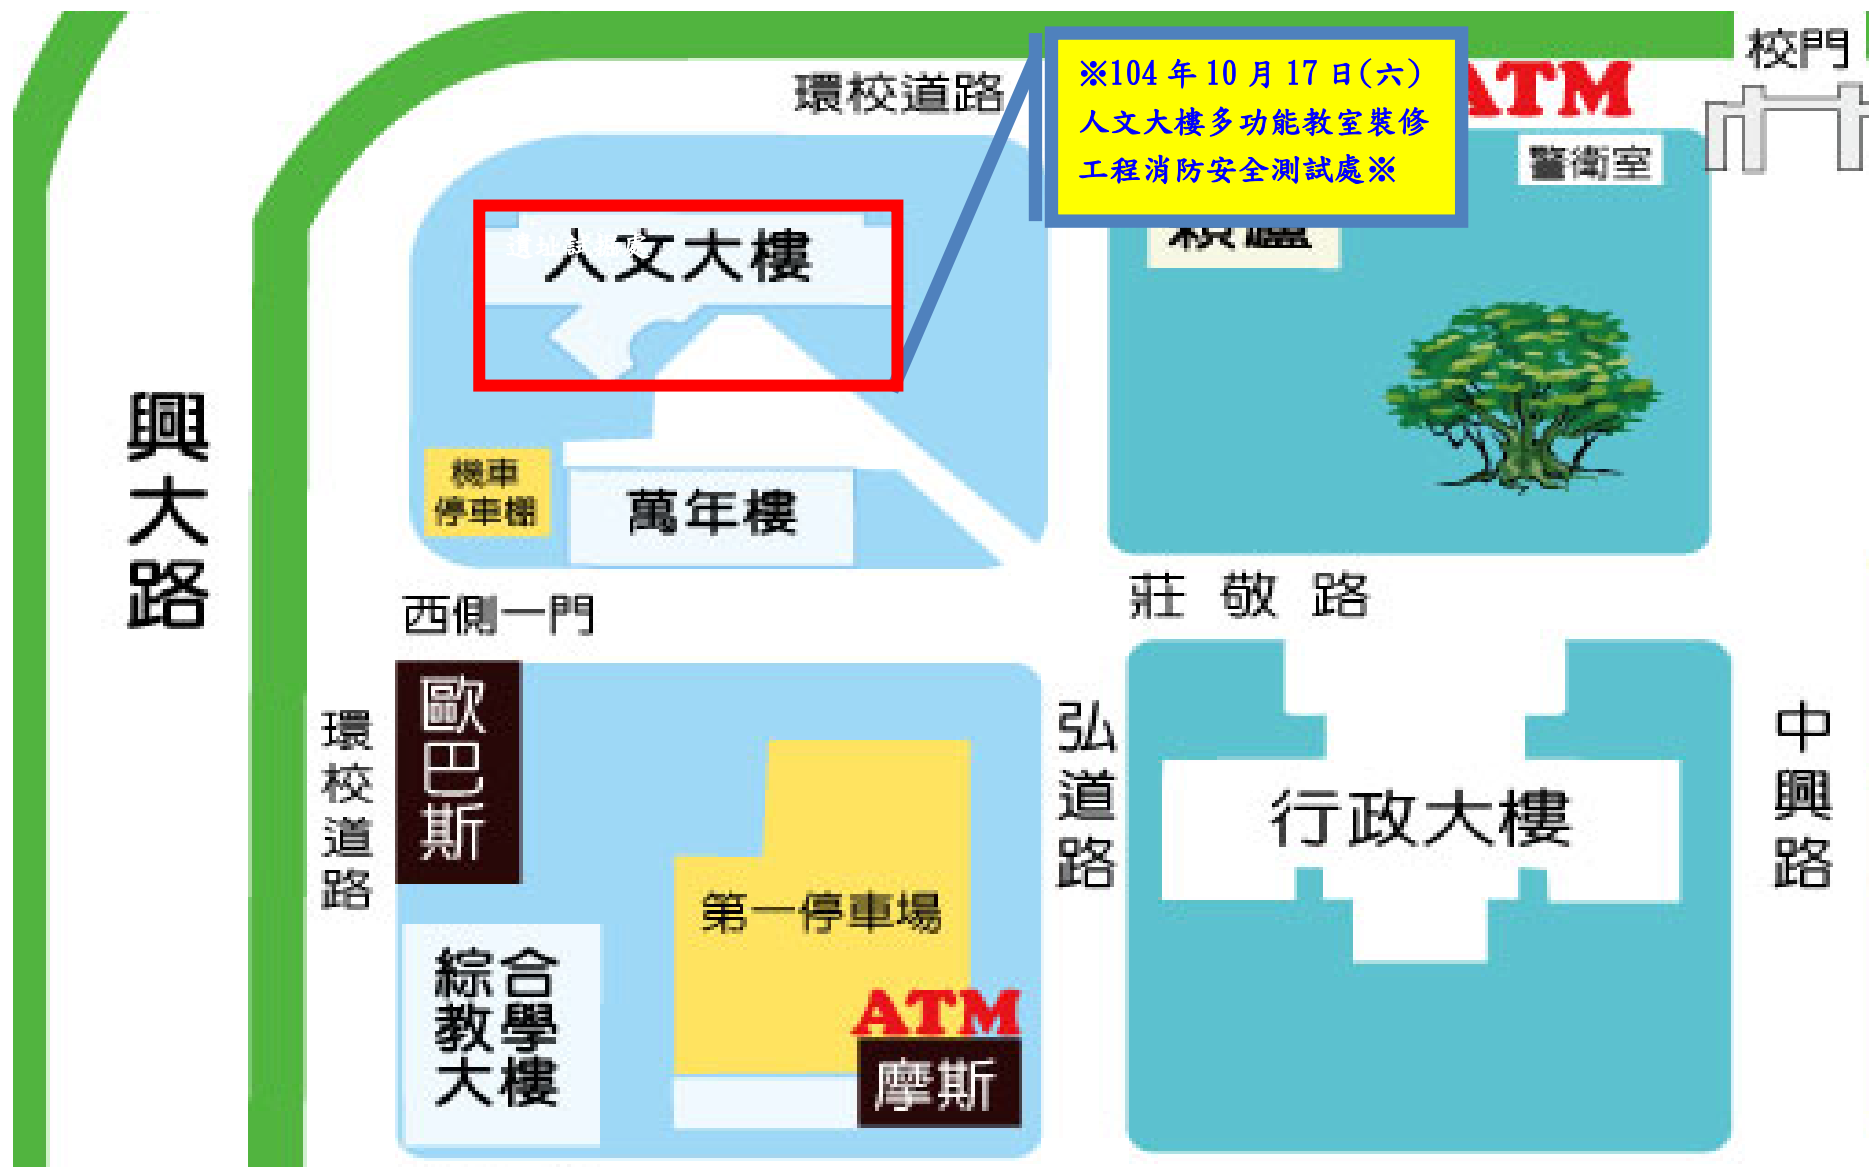 校門
環校道路
※104年10月17日(六)
人文大樓多功能教室裝修
工程消防安全測試處※
ATM
警衛室
人文大樓
興大路
機車
停車棚
萬年樓
西側一門
莊敬路
環校道路
歐巴斯
弘道路
行政大樓
中興路
第一停車場
綜合
教學
大樓
ATM
摩斯